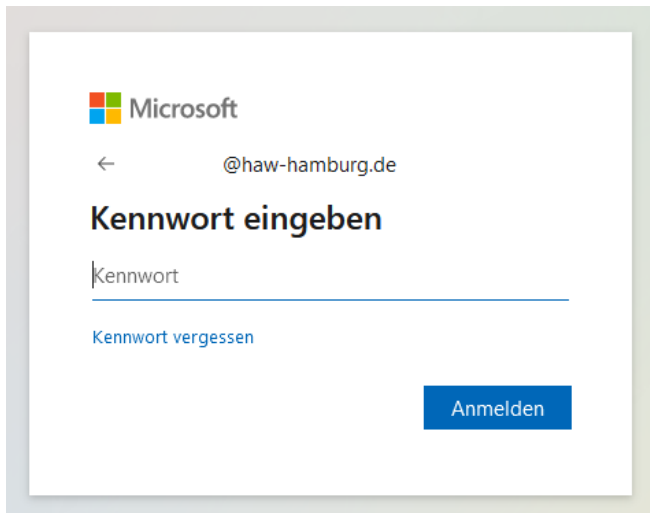 Microsoft
← @haw-hamburg.de
Kennwort eingeben
Kennwort
Kennwort vergessen
Anmelden